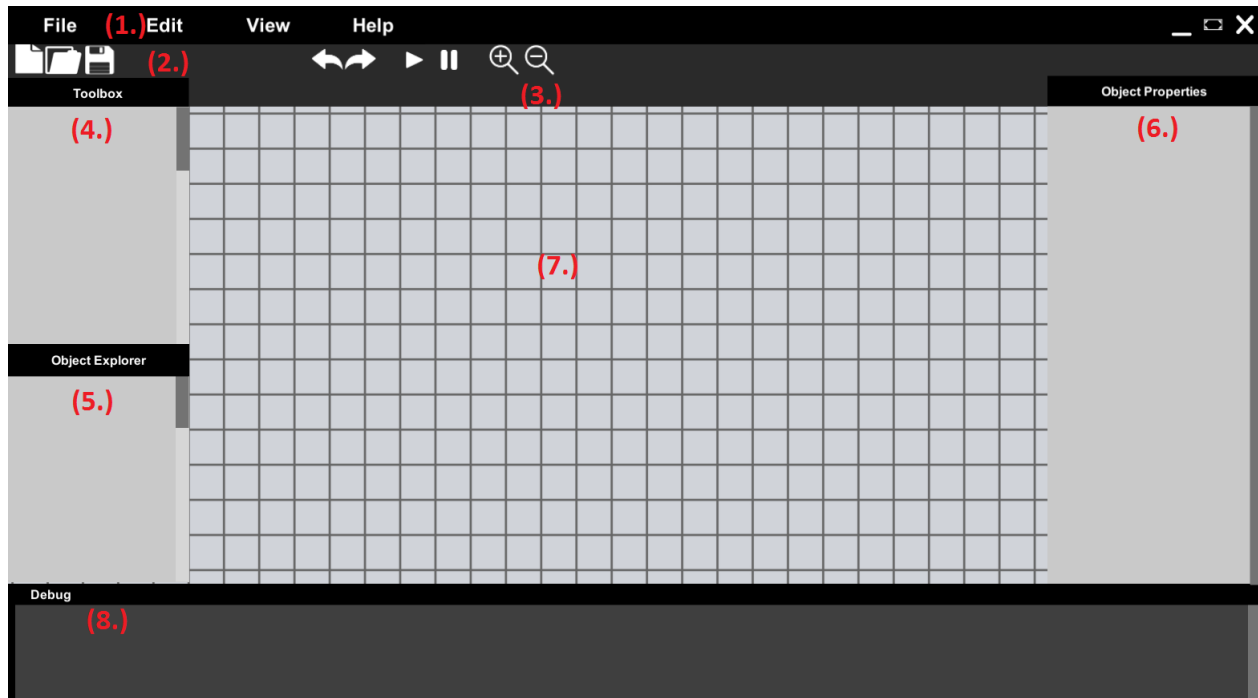 File (1.) Edit View Help
(2.)
(3.)
Toolbox
Object Properties
(4.)
(6.)
(7.)
Object Explorer
(5.)
Debug
(8.)